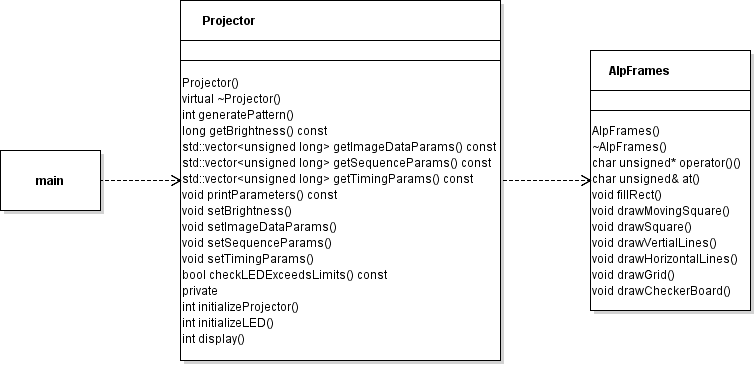 Projector
Projector()
virtual ~Projector()
int generatePattern()
long getBrightness() const
std::vector<unsigned long> getImageDataParams() const
std::vector<unsigned long> getSequenceParams() const
std::vector<unsigned long> getTimingParams() const
void printParameters() const
void setBrightness()
void setImageDataParams()
void setSequenceParams()
void setTimingParams()
bool checkLEDExceedsLimits() const
private
int initializeProjector()
int initializeLED()
int display()
main
AlpFrames
AlpFrames()
~AlpFrames()
char unsigned* operator()()
char unsigned& at()
void fillRect()
void drawMovingSquare()
void drawSquare()
void drawVertialLines()
void drawHorizontalLines()
void drawGrid()
void drawCheckerBoard()